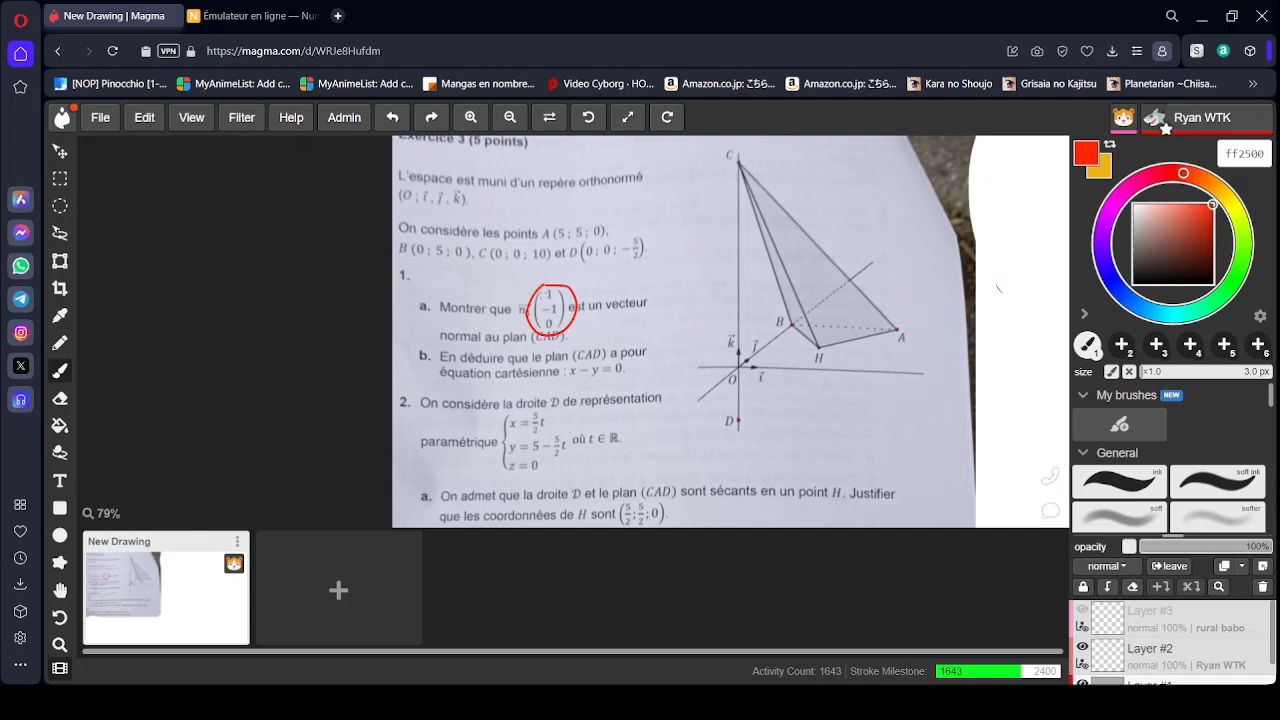 New Drawing | Magma
Émulateur en ligne — Nu
VPN
https://magma.com/d/WRJe8Hufdm
[NOP] Pinocchio [1-...
MyAnimeList: Add c...
MyAnimeList: Add c...
Mangas en nombre...
Video Cyborg - HO...
Amazon.co.jp: こちら...
Amazon.co.jp: こちら...
Kara no Shoujo
Grisaia no Kajitsu
Planetarian ~Chiisa...
File Edit View Filter Help Admin
Ryan WTK
ff2500
Exercice 3 (5 points)
L'espace est muni d'un repère orthonormé
(O ; i⃗ , j⃗ , k⃗).
On considère les points A (5 ; 5 ; 0),
B (0 ; 5 ; 0), C (0 ; 0 ; 10) et D (0 ; 0 ; −5/2).
1.
a. Montrer que n⃗ (1 −1 0) est un vecteur
normal au plan (CAD).
b. En déduire que le plan (CAD) a pour
équation cartésienne : x − y = 0.
2. On considère la droite 𝒟 de représentation
paramétrique { x = 5/2 t
y = 5 − 5/2 t où t ∈ ℝ.
z = 0
a. On admet que la droite 𝒟 et le plan (CAD) sont sécants en un point H. Justifier
que les coordonnées de H sont (5/2 ; 5/2 ; 0).
C
B
A
H
k⃗
j⃗
O
i⃗
D
79%
New Drawing
Activity Count: 1643 Stroke Milestone: 1643 2400
1 2 3 4 5 6
size x1.0 3.0 px
My brushes NEW
General
ink
soft ink
soft
softer
opacity 100%
normal leave
Layer #3
normal 100% | rural babo...
Layer #2
normal 100% | Ryan WTK
Layer #1